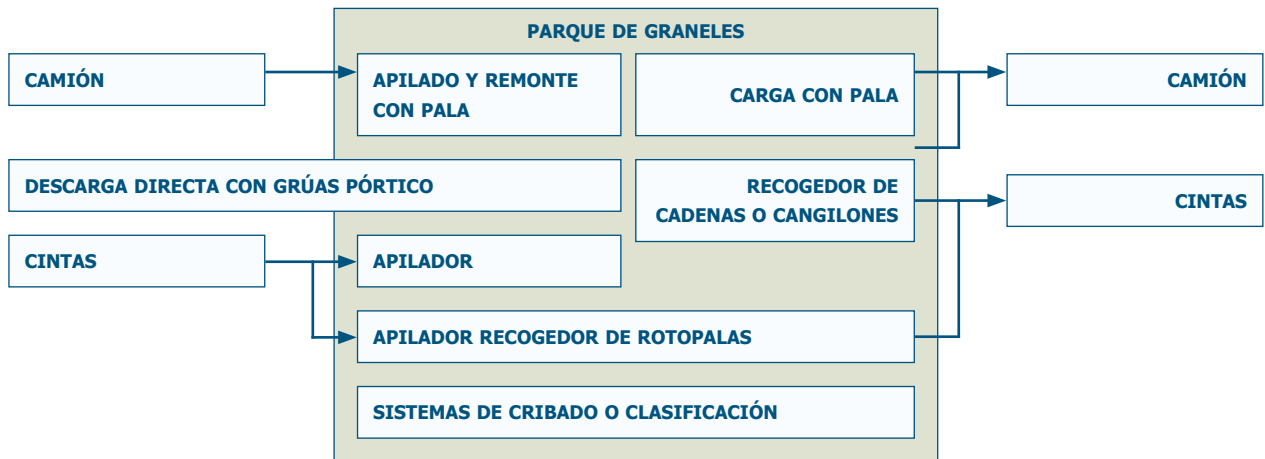 PARQUE DE GRANELES
CAMIÓN
APILADO Y REMONTE
CON PALA
CARGA CON PALA
CAMIÓN
DESCARGA DIRECTA CON GRÚAS PÓRTICO
RECOGEDOR DE
CADENAS O CANGILONES
CINTAS
CINTAS
APILADOR
APILADOR RECOGEDOR DE ROTOPALAS
SISTEMAS DE CRIBADO O CLASIFICACIÓN